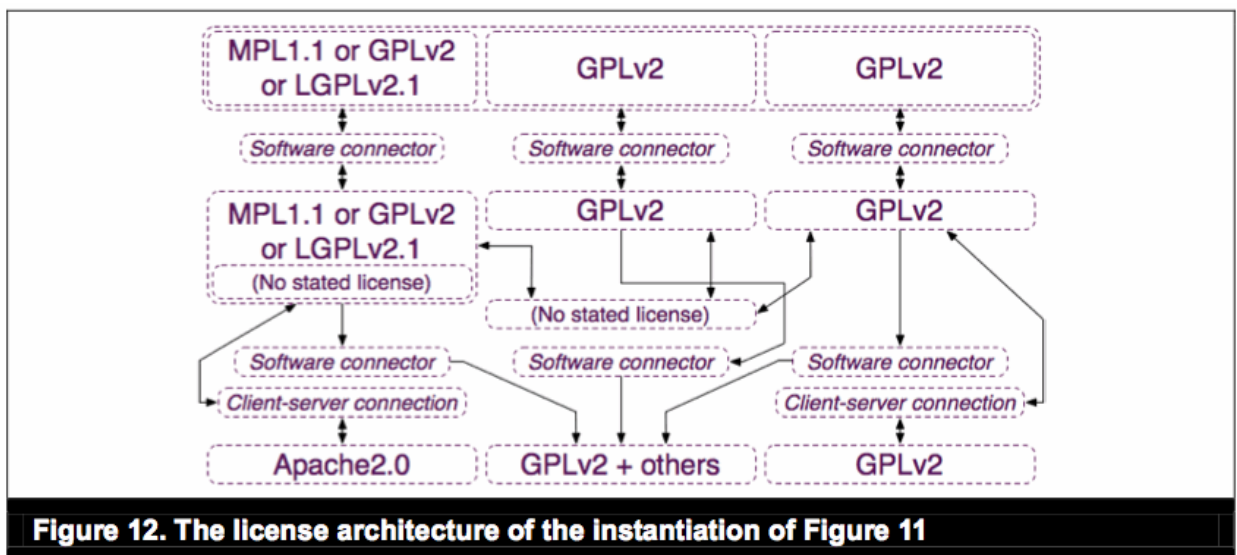 MPL1.1 or GPLv2
or LGPLv2.1
GPLv2
GPLv2
Software connector
Software connector
Software connector
MPL1.1 or GPLv2
or LGPLv2.1
(No stated license)
GPLv2
GPLv2
(No stated license)
Software connector
Software connector
Software connector
Client-server connection
Client-server connection
Apache2.0
GPLv2 + others
GPLv2
Figure 12. The license architecture of the instantiation of Figure 11